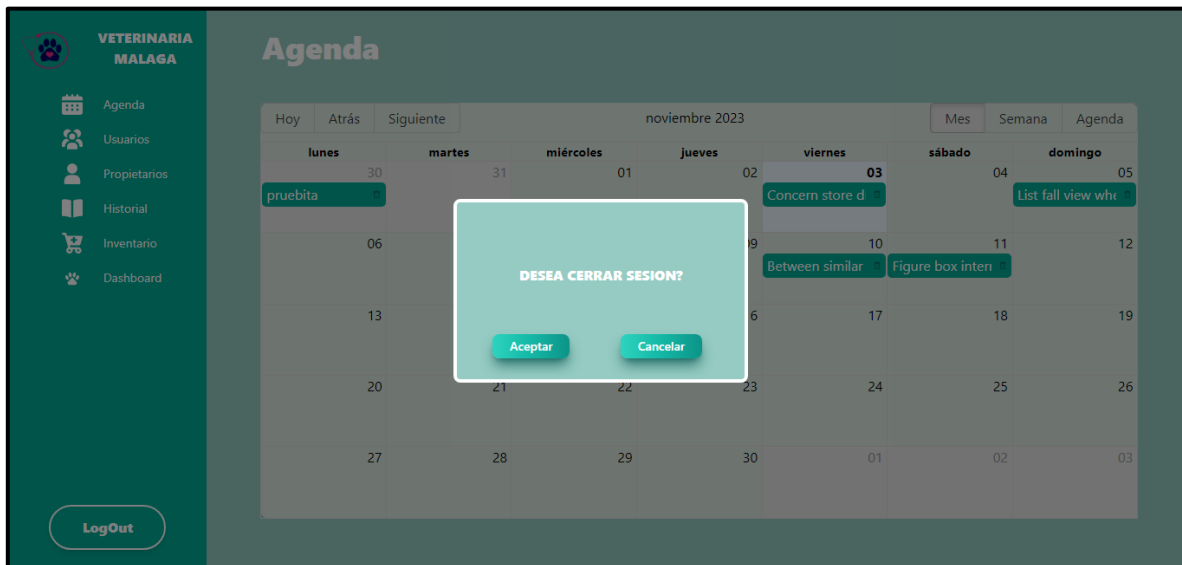 VETERINARIA
MALAGA
Agenda
Usuarios
Propietarios
Historial
Inventario
Dashboard
LogOut
Agenda
Hoy Atrás Siguiente noviembre 2023 Mes Semana Agenda
lunes martes miércoles jueves viernes sábado domingo
30 31 01 02 03 04 05
pruebita Concern store d List fall view whe
06 10 11 12
Between similar Figure box inter
13 17 18 19
20 21 22 23 24 25 26
27 28 29 30 01 02 03
DESEA CERRAR SESION?
Aceptar Cancelar